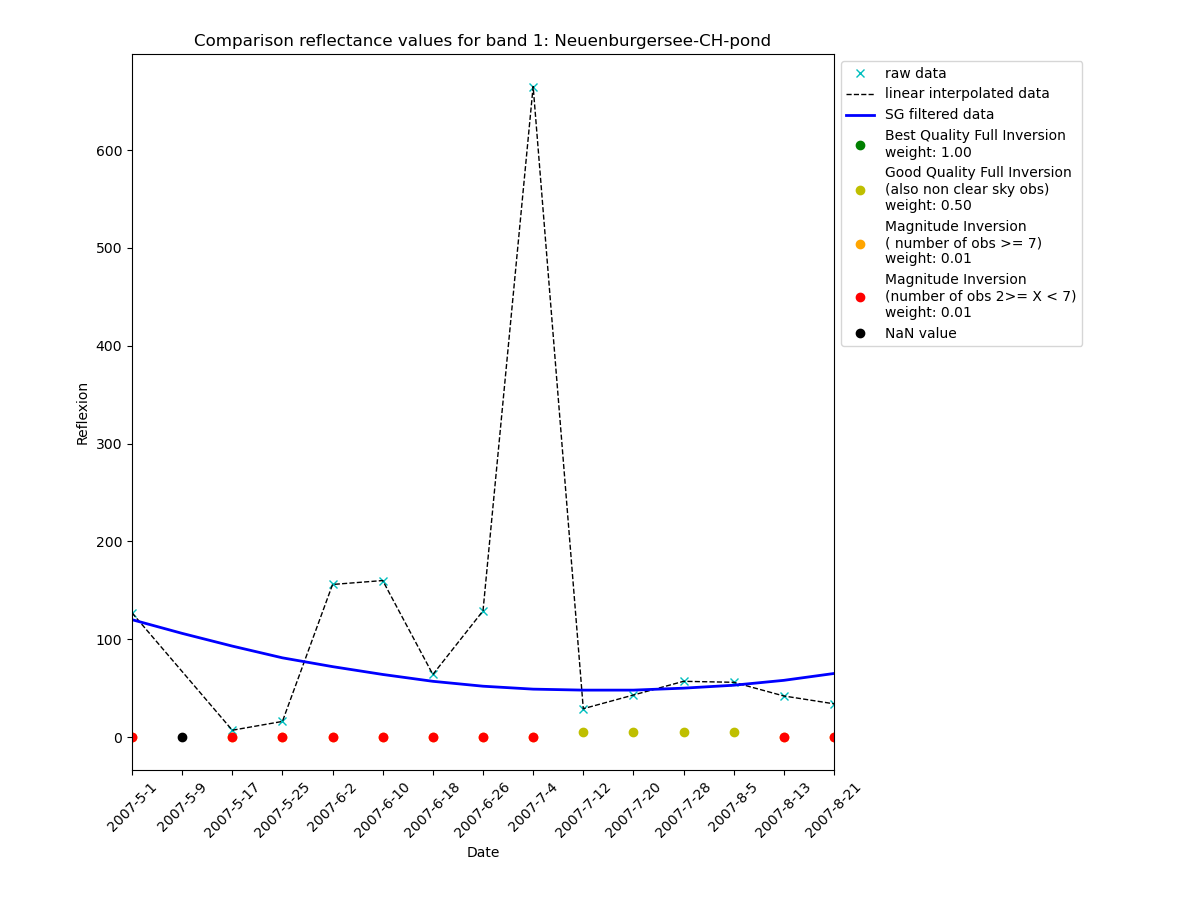 Comparison reflectance values for band 1: Neuenburgersee-CH-pond
raw data
linear interpolated data
SG filtered data
Best Quality Full Inversion
weight: 1.00
Good Quality Full Inversion
(also non clear sky obs)
weight: 0.50
Magnitude Inversion
( number of obs >= 7)
weight: 0.01
Magnitude Inversion
(number of obs 2>= X < 7)
weight: 0.01
NaN value
Reflexion
600
500
400
300
200
100
0
2007-5-1
2007-5-9
2007-5-17
2007-5-25
2007-6-2
2007-6-10
2007-6-18
2007-6-26
2007-7-4
2007-7-12
2007-7-20
2007-7-28
2007-8-5
2007-8-13
2007-8-21
Date